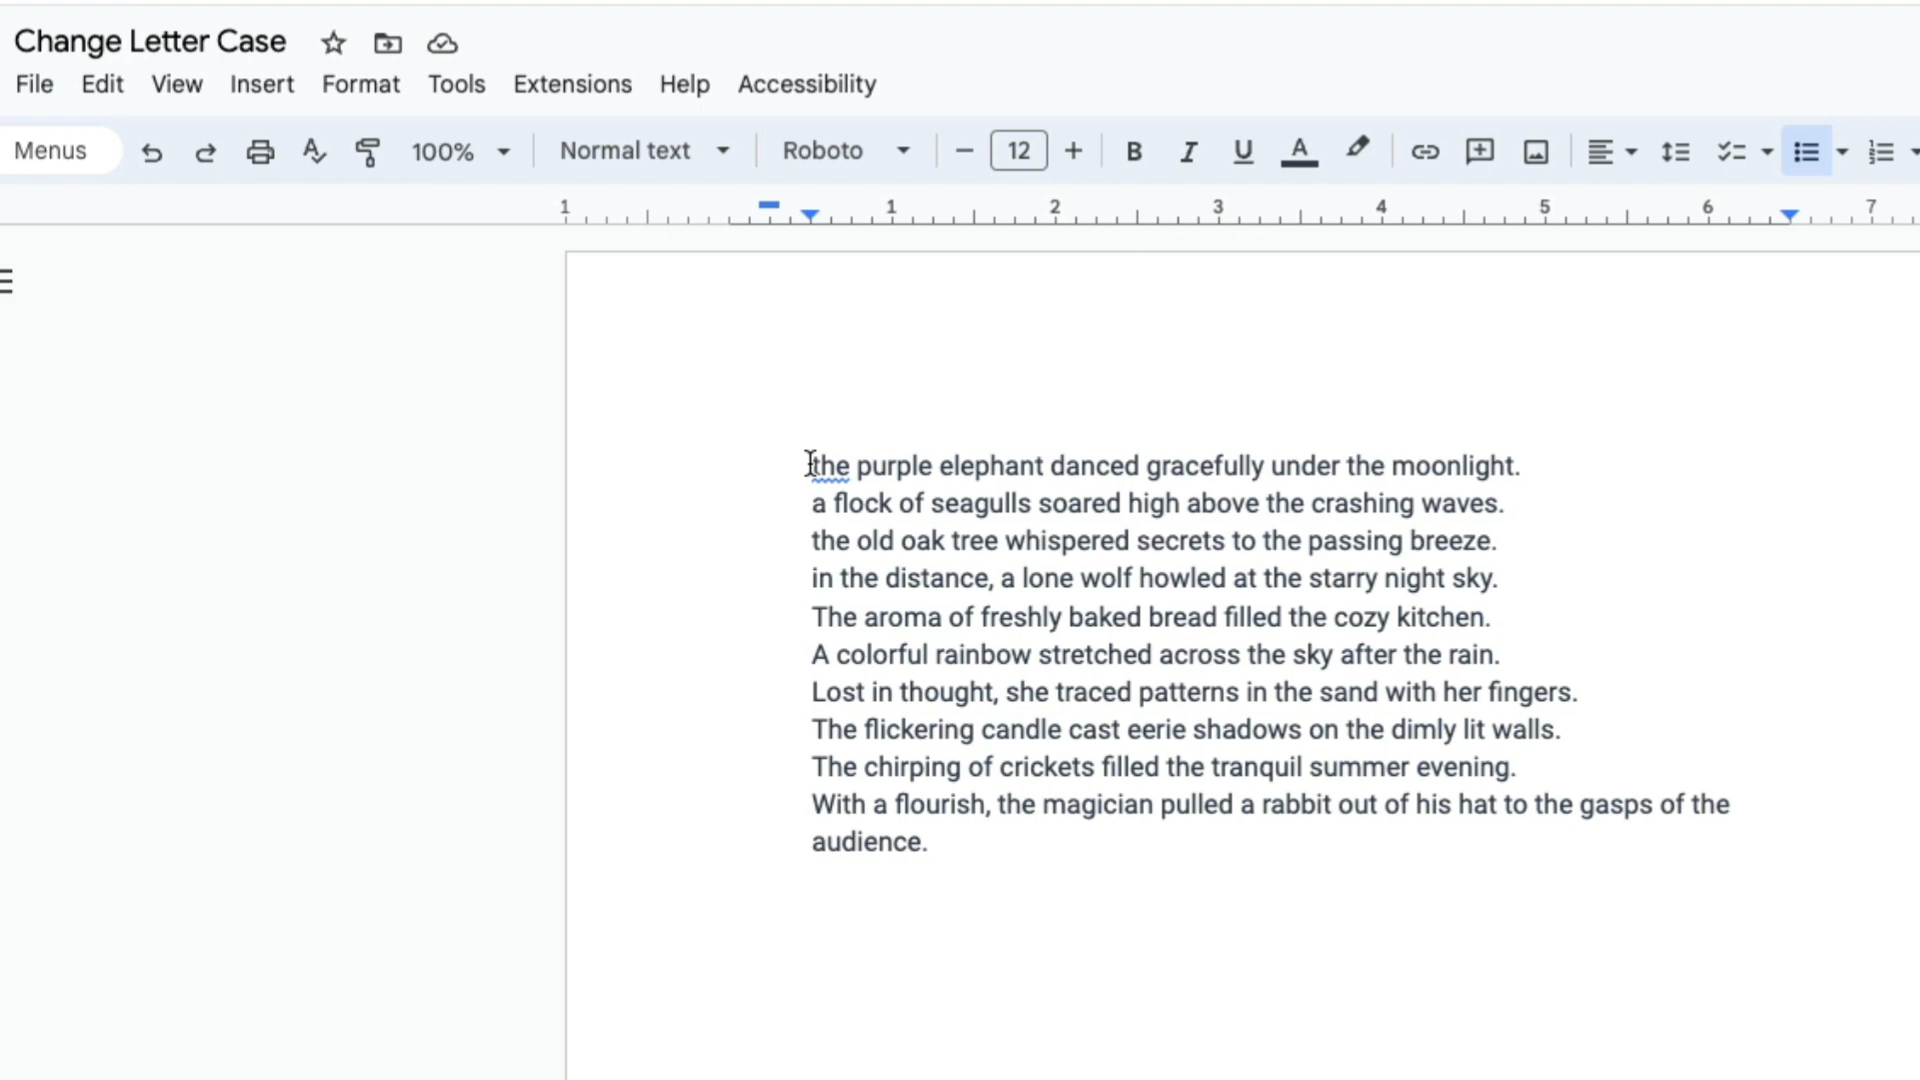 Change Letter Case
File Edit View Insert Format Tools Extensions Help Accessibility
Menus 100% Normal text Roboto 12 B I U A
1 1 2 3 4 5 6 7
the purple elephant danced gracefully under the moonlight.
a flock of seagulls soared high above the crashing waves.
the old oak tree whispered secrets to the passing breeze.
in the distance, a lone wolf howled at the starry night sky.
The aroma of freshly baked bread filled the cozy kitchen.
A colorful rainbow stretched across the sky after the rain.
Lost in thought, she traced patterns in the sand with her fingers.
The flickering candle cast eerie shadows on the dimly lit walls.
The chirping of crickets filled the tranquil summer evening.
With a flourish, the magician pulled a rabbit out of his hat to the gasps of the
audience.